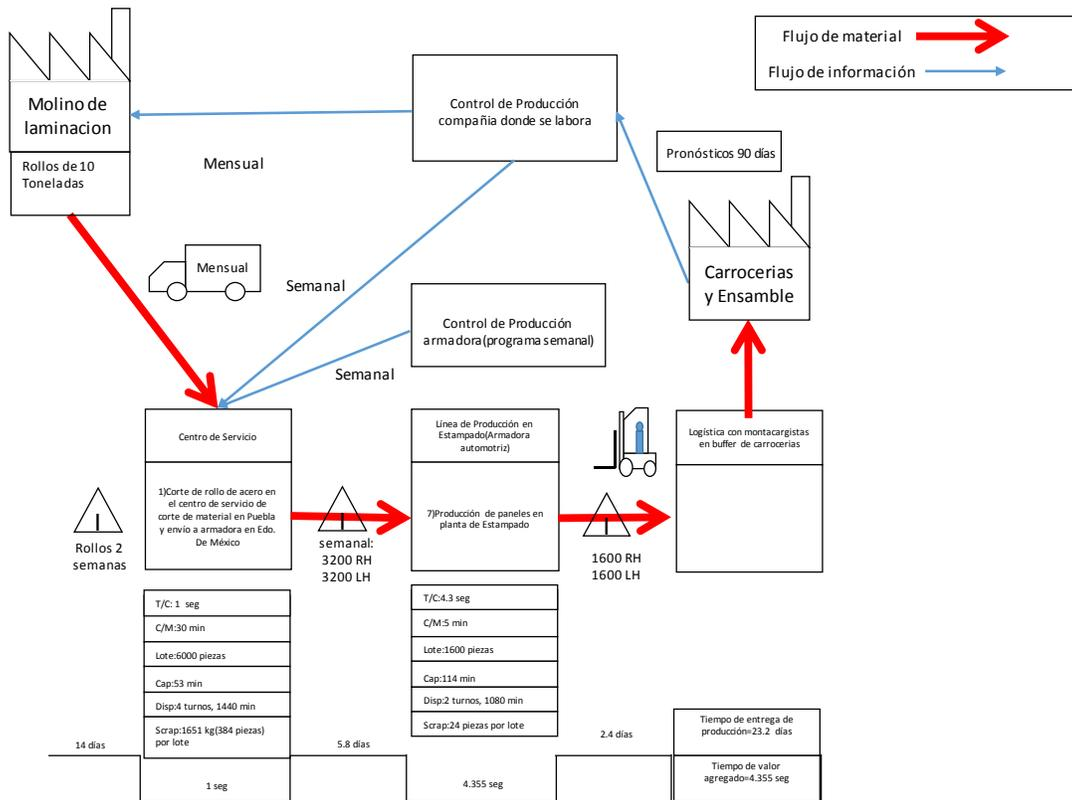 Flujo de material
Flujo de información
Molino de
laminacion
Rollos de 10
Toneladas
Control de Producción
compañia donde se labora
Mensual
Pronósticos 90 días
Carrocerias
y Ensamble
Mensual
Semanal
Control de Producción
armadora(programa semanal)
Semanal
Centro de Servicio
1)Corte de rollo de acero en
el centro de servicio de
corte de material en Puebla
y envío a armadora en Edo.
De México
Línea de Producción en
Estampado(Armadora
automotriz)
7)Producción de paneles en
planta de Estampado
Logística con montacargistas
en buffer de carrocerias
I
Rollos 2
semanas
I
semanal:
3200 RH
3200 LH
I
1600 RH
1600 LH
T/C: 1 seg
C/M:30 min
Lote:6000 piezas
Cap:53 min
Disp:4 turnos, 1440 min
Scrap:1651 kg(384 piezas)
por lote
T/C:4.3 seg
C/M:5 min
Lote:1600 piezas
Cap:114 min
Disp:2 turnos, 1080 min
Scrap:24 piezas por lote
14 días
1 seg
5.8 días
4.355 seg
2.4 días
Tiempo de entrega de
producción=23.2 días
Tiempo de valor
agregado=4.355 seg